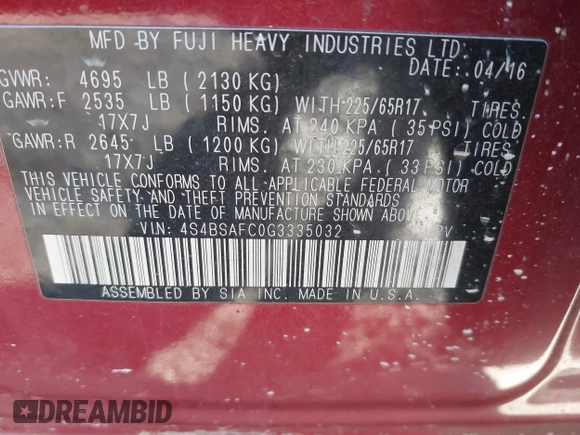 MFD BY FUJI HEAVY INDUSTRIES LTD.
DATE: 04/16
GVWR: 4695 LB (2130 KG)
GAWR:F 2535 LB (1150 KG) WITH 225/65R17 TIRES,
17X7J RIMS, AT 240 KPA (35PSI) COLD
GAWR:R 2645 LB (1200 KG) WITH 225/65R17 TIRES,
17X7J RIMS, AT 230 KPA (33PSI) COLD
THIS VEHICLE CONFORMS TO ALL APPLICABLE FEDERAL MOTOR
VEHICLE SAFETY AND THEFT PREVENTION STANDARDS
IN EFFECT ON THE DATE OF MANUFACTURE SHOWN ABOVE.
VIN: 4S4BSAFC0G3335032
ASSEMBLED BY SIA INC. MADE IN U.S.A.
DREAMBID